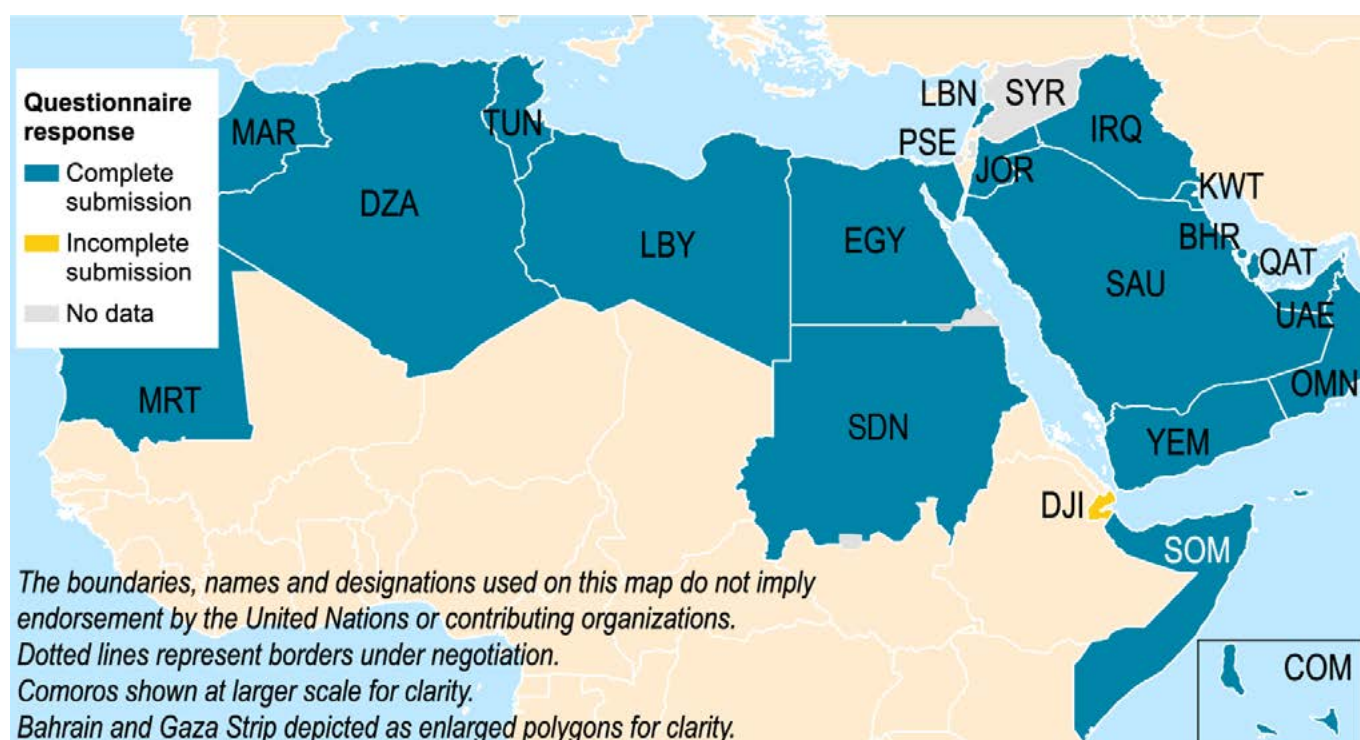 Questionnaire
response
Complete
submission
Incomplete
submission
No data
MAR
DZA
TUN
LBY
EGY
LBN
SYR
PSE
JOR
IRQ
KWT
BHR
QAT
SAU
UAE
OMN
MRT
SDN
YEM
DJI
SOM
COM
The boundaries, names and designations used on this map do not imply
endorsement by the United Nations or contributing organizations.
Dotted lines represent borders under negotiation.
Comoros shown at larger scale for clarity.
Bahrain and Gaza Strip depicted as enlarged polygons for clarity.